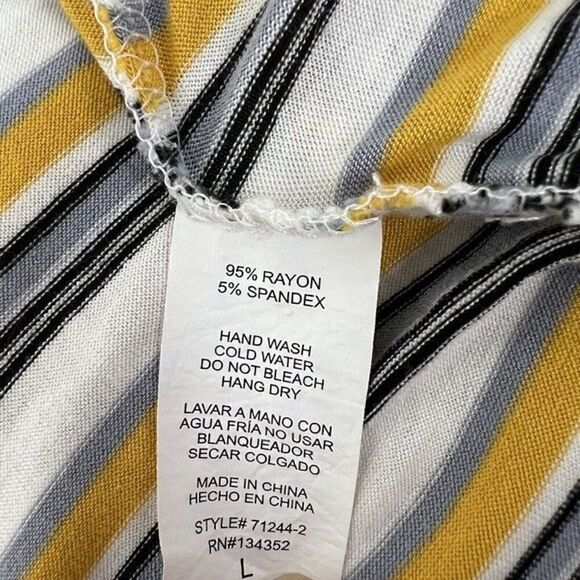 95% RAYON
5% SPANDEX
HAND WASH
COLD WATER
DO NOT BLEACH
HANG DRY
LAVAR A MANO CON
AGUA FRÍA NO USAR
BLANQUEADOR
SECAR COLGADO
MADE IN CHINA
HECHO EN CHINA
STYLE# 71244-2
RN#134352
L